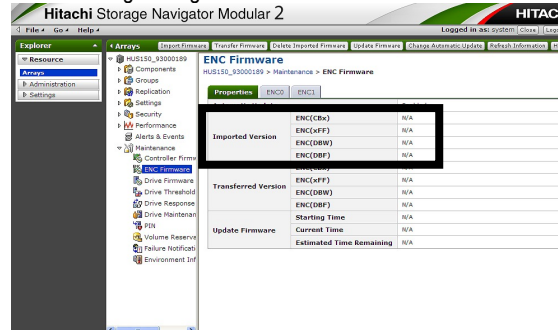 Hitachi Storage Navigator Modular 2
HITAC
File Go Help
Logged in as: system Close
Explorer
Resource
Arrays
Administration
Settings
Arrays
Import Firmware Transfer Firmware Delete Imported Firmware Update Firmware Change Automatic Update Refresh Information
HUS150_93000189
Components
Groups
Replication
Settings
Security
Performance
Alerts & Events
Maintenance
Controller Firmw
ENC Firmware
Drive Firmware
Drive Threshold
Drive Response
Drive Maintenan
PIN
Volume Reserva
Failure Notificati
Environment Inf
ENC Firmware
HUS150_93000189 > Maintenance > ENC Firmware
Properties ENC0 ENC1
Imported Version
ENC(CBx) N/A
ENC(xFF) N/A
ENC(DBW) N/A
ENC(DBF) N/A
Transferred Version
ENC(xFF) N/A
ENC(DBW) N/A
ENC(DBF) N/A
Update Firmware
Starting Time N/A
Current Time N/A
Estimated Time Remaining N/A